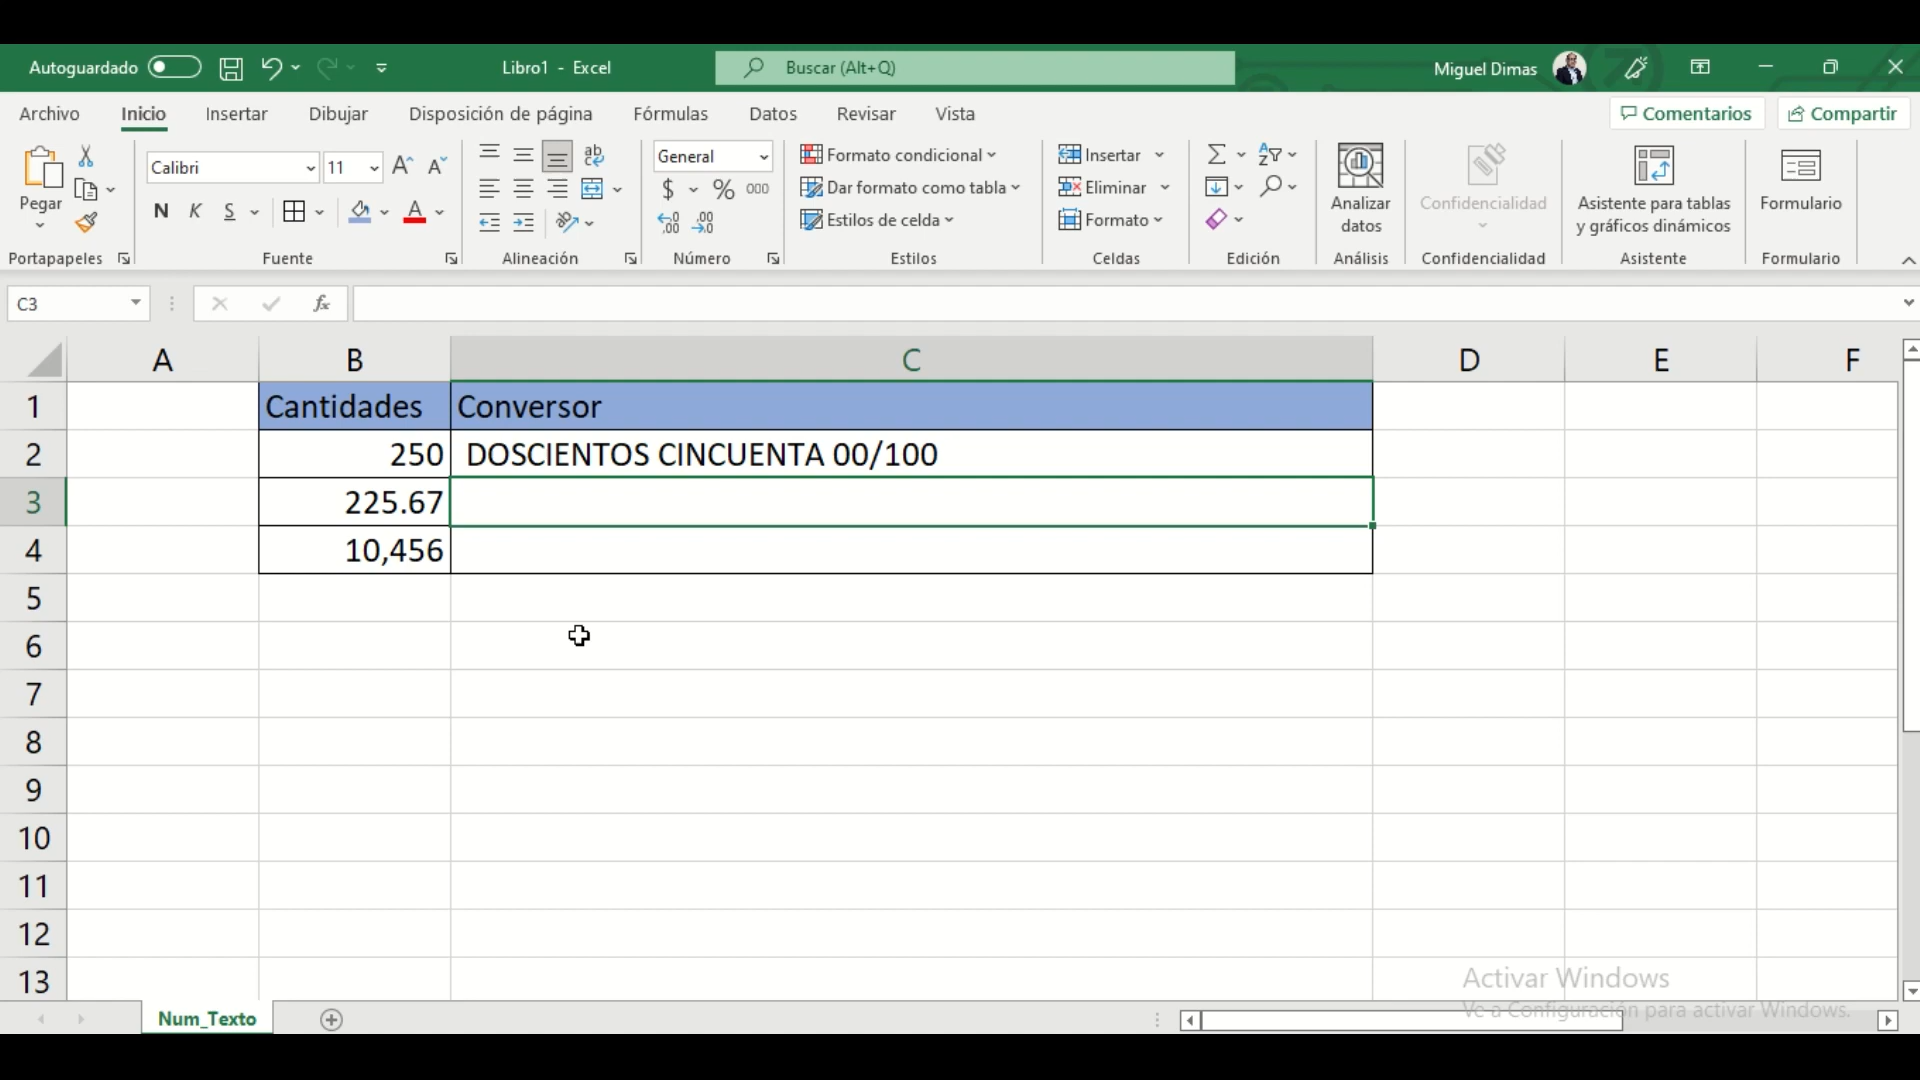 Autoguardado Libro1 - Excel Buscar (Alt+Q) Miguel Dimas
Archivo Inicio Insertar Dibujar Disposición de página Fórmulas Datos Revisar Vista Comentarios Compartir
Pegar
Portapapeles
Calibri 11
N K S A
Fuente
ab
Alineación
General
$ % 000
Número
Formato condicional
Dar formato como tabla
Estilos de celda
Estilos
Insertar
Eliminar
Formato
Celdas
Edición
Analizar
datos
Análisis
Confidencialidad
Confidencialidad
Asistente para tablas
y gráficos dinámicos
Asistente
Formulario
Formulario
C3 fx
A B C D E F
1 Cantidades Conversor
2 250 DOSCIENTOS CINCUENTA 00/100
3 225.67
4 10,456
5
6
7
8
9
10
11
12
13
Activar Windows
Ve a Configuración para activar Windows.
Num_Texto